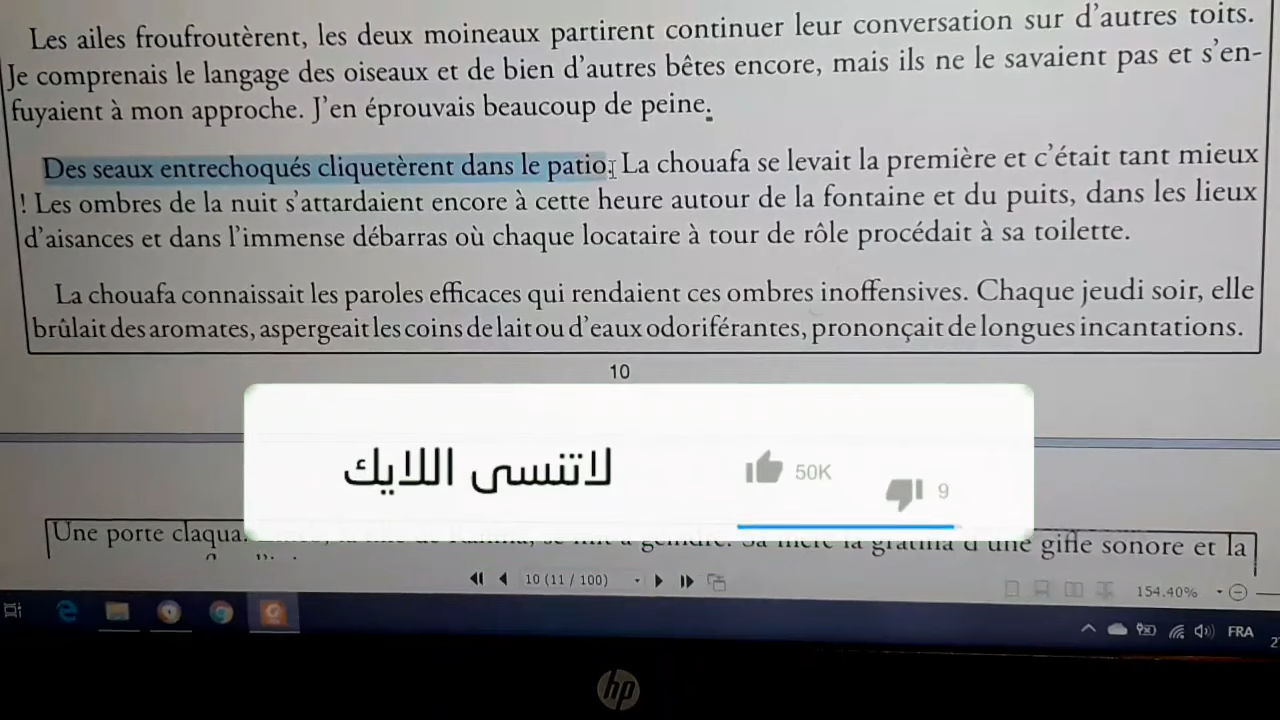 Les ailes froufroutèrent, les deux moineaux partirent continuer leur conversation sur d'autres toits.
Je comprenais le langage des oiseaux et de bien d'autres bêtes encore, mais ils ne le savaient pas et s'en-
fuyaient à mon approche. J'en éprouvais beaucoup de peine.
Des seaux entrechoqués cliquetèrent dans le patio. La chouafa se levait la première et c'était tant mieux
! Les ombres de la nuit s'attardaient encore à cette heure autour de la fontaine et du puits, dans les lieux
d'aisances et dans l'immense débarras où chaque locataire à tour de rôle procédait à sa toilette.
La chouafa connaissait les paroles efficaces qui rendaient ces ombres inoffensives. Chaque jeudi soir, elle
brûlait des aromates, aspergeait les coins de lait ou d'eaux odoriférantes, prononçait de longues incantations.
10
لاتنسى اللايك
50K
9
Une porte claqua. d'une gifle sonore et la
10 (11 / 100)
154.40%
FRA
hp